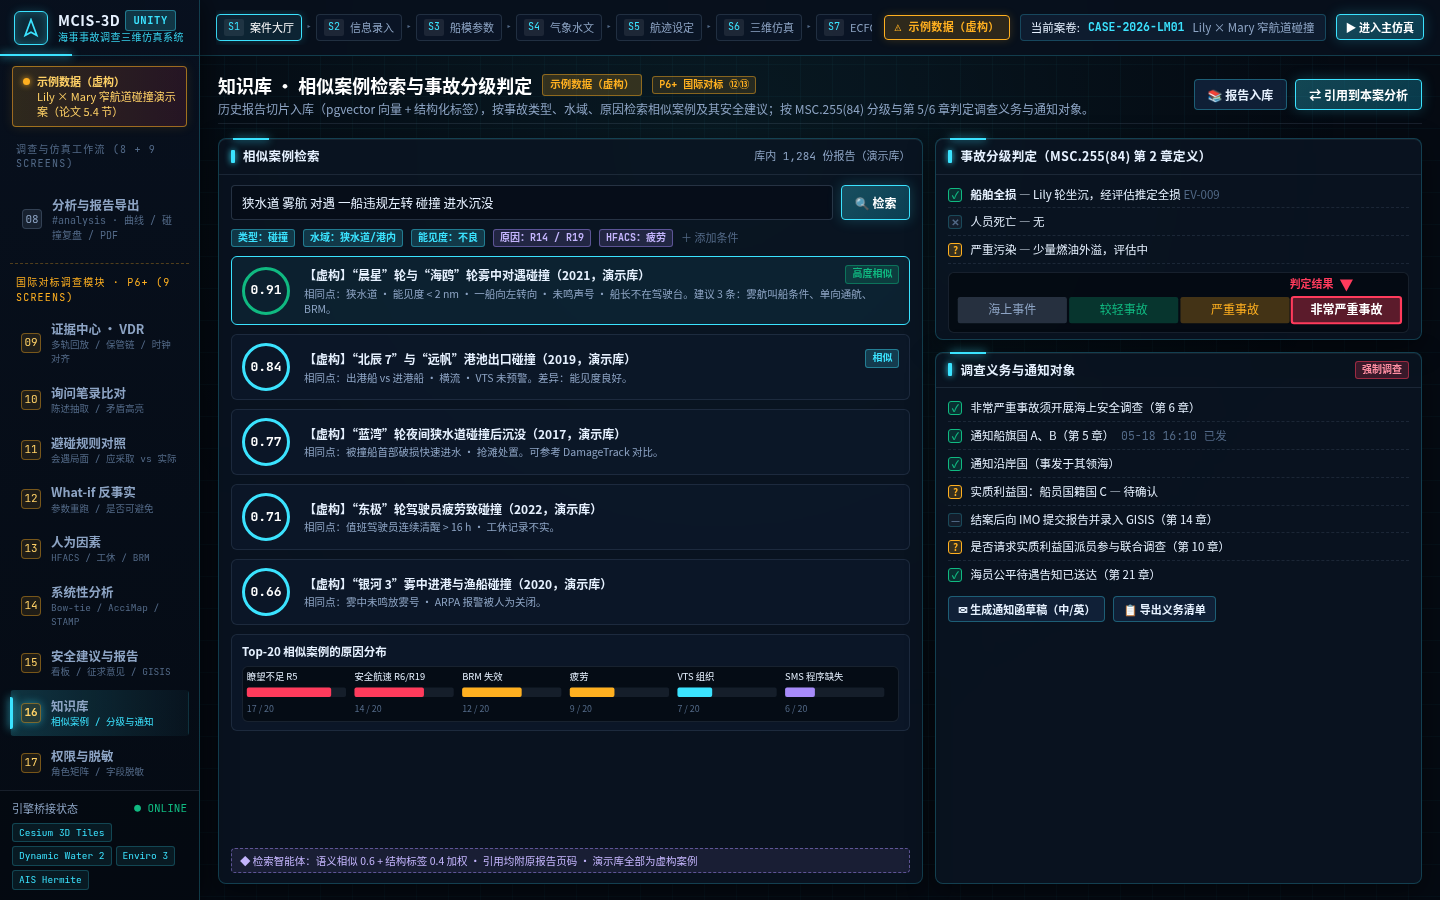 MCIS-3D UNITY
海事事故调查三维仿真系统
S1 案件大厅
S2 信息录入
S3 船模参数
S4 气象水文
S5 航迹设定
S6 三维仿真
S7
⚠ 示例数据（虚构）
当前案卷: CASE-2026-LM01 Lily × Mary 窄航道碰撞
▶ 进入主仿真
示例数据（虚构）
Lily × Mary 窄航道碰撞演示
案（论文 5.4 节）
调查与仿真工作流 (8 + 9
SCREENS)
08 分析与报告导出
#analysis · 曲线 / 碰
撞复盘 / PDF
国际对标调查模块 · P6+ (9
SCREENS)
09 证据中心 · VDR
多轨回放 / 保管链 / 时钟
对齐
10 询问笔录比对
陈述抽取 / 矛盾高亮
11 避碰规则对照
会遇局面 / 应采取 vs 实际
12 What-if 反事实
参数重跑 / 是否可避免
13 人为因素
HFACS / 工休 / BRM
14 系统性分析
Bow-tie / AcciMap /
STAMP
15 安全建议与报告
看板 / 征求意见 / GISIS
16 知识库
相似案例 / 分级与通知
17 权限与脱敏
角色矩阵 / 字段脱敏
引擎桥接状态 ● ONLINE
Cesium 3D Tiles
Dynamic Water 2 Enviro 3
AIS Hermite
知识库 · 相似案例检索与事故分级判定 示例数据（虚构） P6+ 国际对标 ⑫⑬
历史报告切片入库（pgvector 向量 + 结构化标签），按事故类型、水域、原因检索相似案例及其安全建议；按 MSC.255(84) 分级与第 5/6 章判定调查义务与通知对象。
📚 报告入库
⇄ 引用到本案分析
相似案例检索 库内 1,284 份报告（演示库）
狭水道 雾航 对遇 一船违规左转 碰撞 进水沉没
🔍 检索
类型: 碰撞 水域: 狭水道/港内 能见度: 不良 原因: R14 / R19 HFACS: 疲劳 ＋ 添加条件
0.91 【虚构】“晨星”轮与“海鸥”轮雾中对遇碰撞（2021，演示库） 高度相似
相同点：狭水道 · 能见度 < 2 nm · 一船向左转向 · 未鸣声号 · 船长不在驾驶台。建议 3 条：雾航叫船条件、单向通航、
BRM。
0.84 【虚构】“北辰 7”与“远帆”港池出口碰撞（2019，演示库） 相似
相同点：出港船 vs 进港船 · 横流 · VTS 未预警。差异：能见度良好。
0.77 【虚构】“蓝湾”轮夜间狭水道碰撞后沉没（2017，演示库）
相同点：被撞船首部破损快速进水 · 抢滩处置。可参考 DamageTrack 对比。
0.71 【虚构】“东极”轮驾驶员疲劳致碰撞（2022，演示库）
相同点：值班驾驶员连续清醒 > 16 h · 工休记录不实。
0.66 【虚构】“银河 3”雾中进港与渔船碰撞（2020，演示库）
相同点：雾中未鸣放雾号 · ARPA 报警被人为关闭。
Top-20 相似案例的原因分布
瞭望不足 R5 安全航速 R6/R19 BRM 失效 疲劳 VTS 组织 SMS 程序缺失
17 / 20 14 / 20 12 / 20 9 / 20 7 / 20 6 / 20
◆ 检索智能体：语义相似 0.6 + 结构标签 0.4 加权 · 引用均附原报告页码 · 演示库全部为虚构案例
事故分级判定（MSC.255(84) 第 2 章定义）
✓ 船舶全损 — Lily 轮坐沉，经评估推定全损 EV-009
× 人员死亡 — 无
? 严重污染 — 少量燃油外溢，评估中
判定结果 ▼
海上事件 较轻事故 严重事故 非常严重事故
调查义务与通知对象 强制调查
✓ 非常严重事故须开展海上安全调查（第 6 章）
✓ 通知船旗国 A、B（第 5 章） 05-18 16:10 已发
✓ 通知沿岸国（事发于其领海）
? 实质利益国：船员国籍国 C — 待确认
— 结案后向 IMO 提交报告并录入 GISIS（第 14 章）
? 是否请求实质利益国派员参与联合调查（第 10 章）
✓ 海员公平待遇告知已送达（第 21 章）
✉ 生成通知函草稿（中/英）
📋 导出义务清单